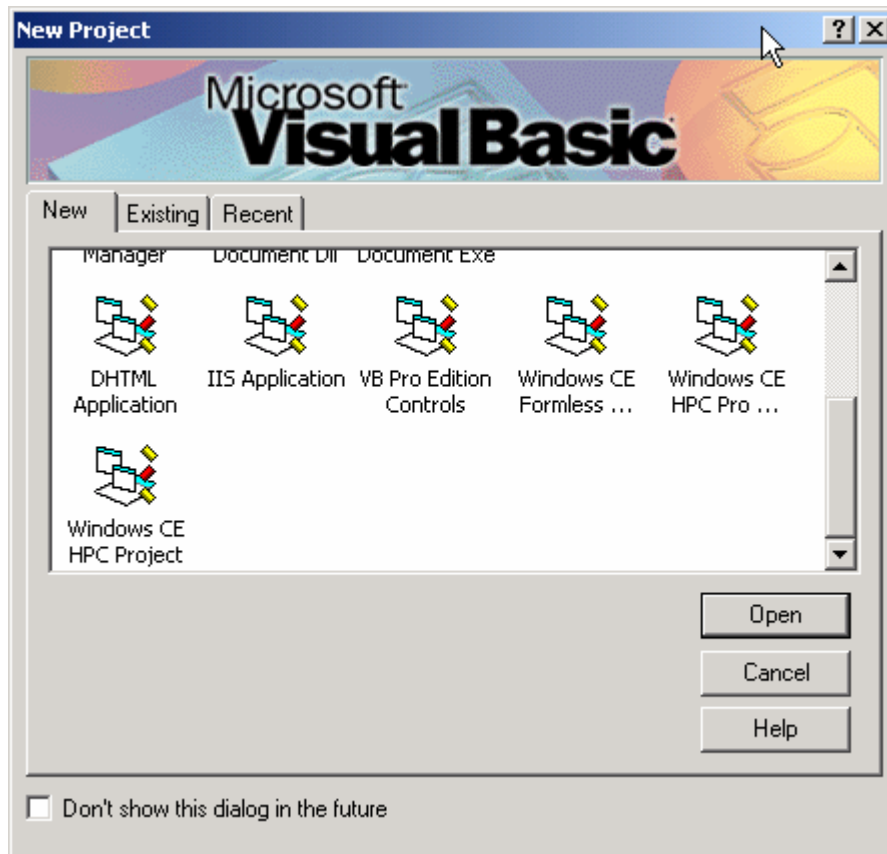 New Project
Microsoft
Visual Basic
New Existing Recent
Manager Document Dll Document Exe
DHTML IIS Application VB Pro Edition Windows CE Windows CE
Application Controls Formless ... HPC Pro ...
Windows CE
HPC Project
Open
Cancel
Help
Don't show this dialog in the future